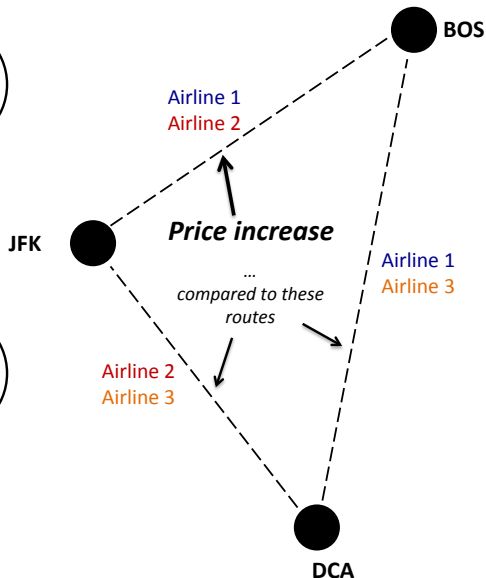 BOS
Airline 1
Airline 2
JFK
Price increase
...
compared to these
routes
Airline 1
Airline 3
Airline 2
Airline 3
DCA